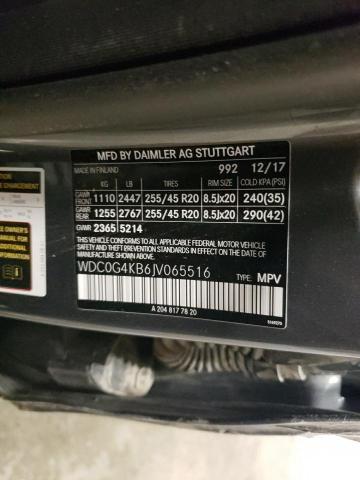 MFD BY DAIMLER AG STUTTGART
MADE IN FINLAND 992 12/17
KG LB TIRES RIM SIZE COLD KPA (PSI)
GAWR FRONT 1110 2447 255/45 R20 8.5Jx20 240(35)
GAWR REAR 1255 2767 255/45 R20 8.5Jx20 290(42)
GWR 2365 5214
THIS VEHICLE CONFORMS TO ALL APPLICABLE U.S. FEDERAL MOTOR VEHICLE
SAFETY AND THEFT PREVENTION STANDARDS IN
EFFECT ON THE DATE OF MANUFACTURE SHOWN ABOVE.
WDC0G4KB6JV065516 TYPE: MPV
A 204 817 78 20